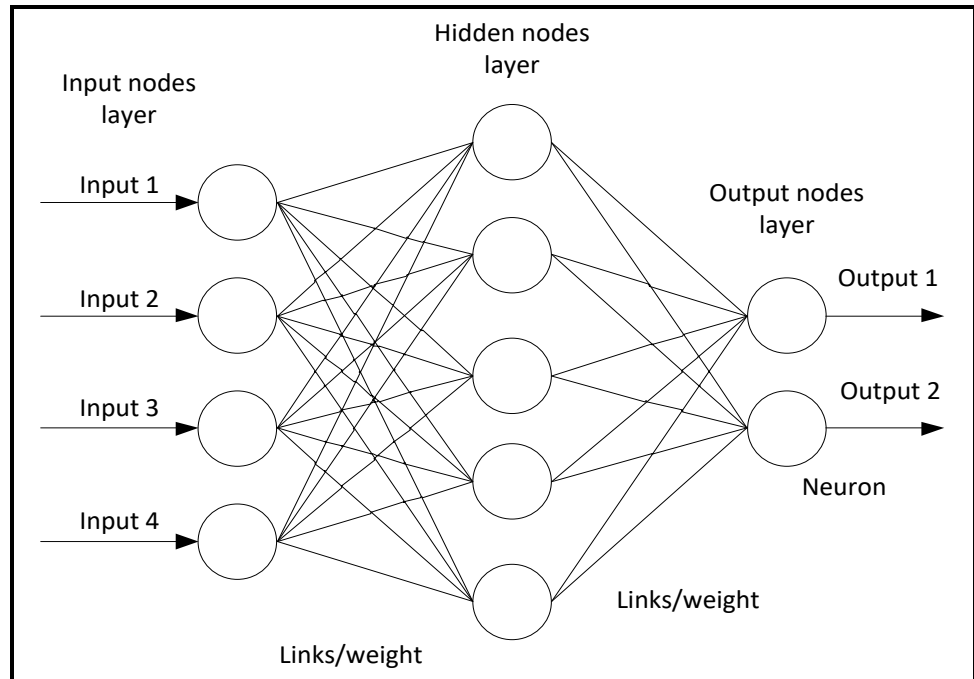 Hidden nodes
layer
Input nodes
layer
Input 1
Input 2
Input 3
Input 4
Output nodes
layer
Output 1
Output 2
Neuron
Links/weight
Links/weight